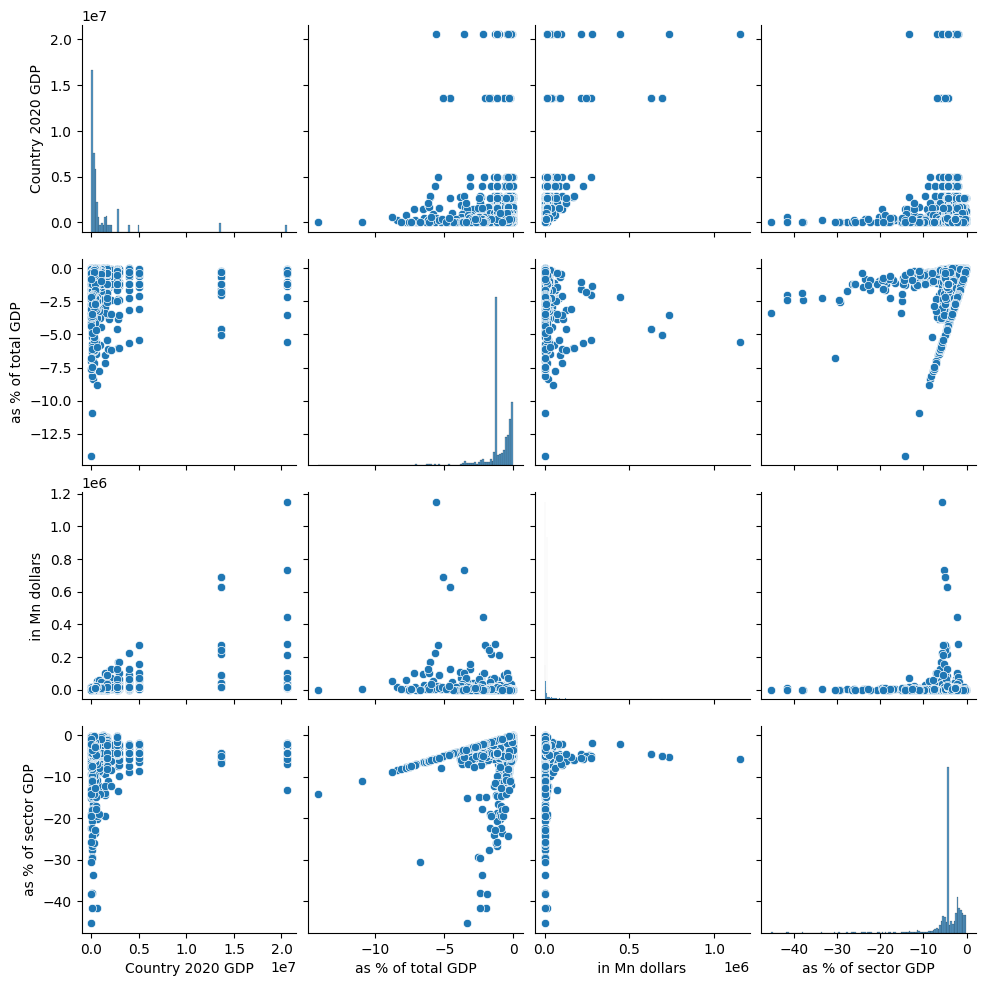 1e7
2.0
1.5
1.0
0.5
0.0
Country 2020 GDP
0.0
−2.5
−5.0
−7.5
−10.0
−12.5
as % of total GDP
1e6
1.2
1.0
0.8
0.6
0.4
0.2
0.0
in Mn dollars
0
−10
−20
−30
−40
as % of sector GDP
0.0 0.5 1.0 1.5 2.0 −10 −5 0 0.0 0.5 1.0 −40 −30 −20 −10 0
Country 2020 GDP 1e7 as % of total GDP in Mn dollars 1e6 as % of sector GDP